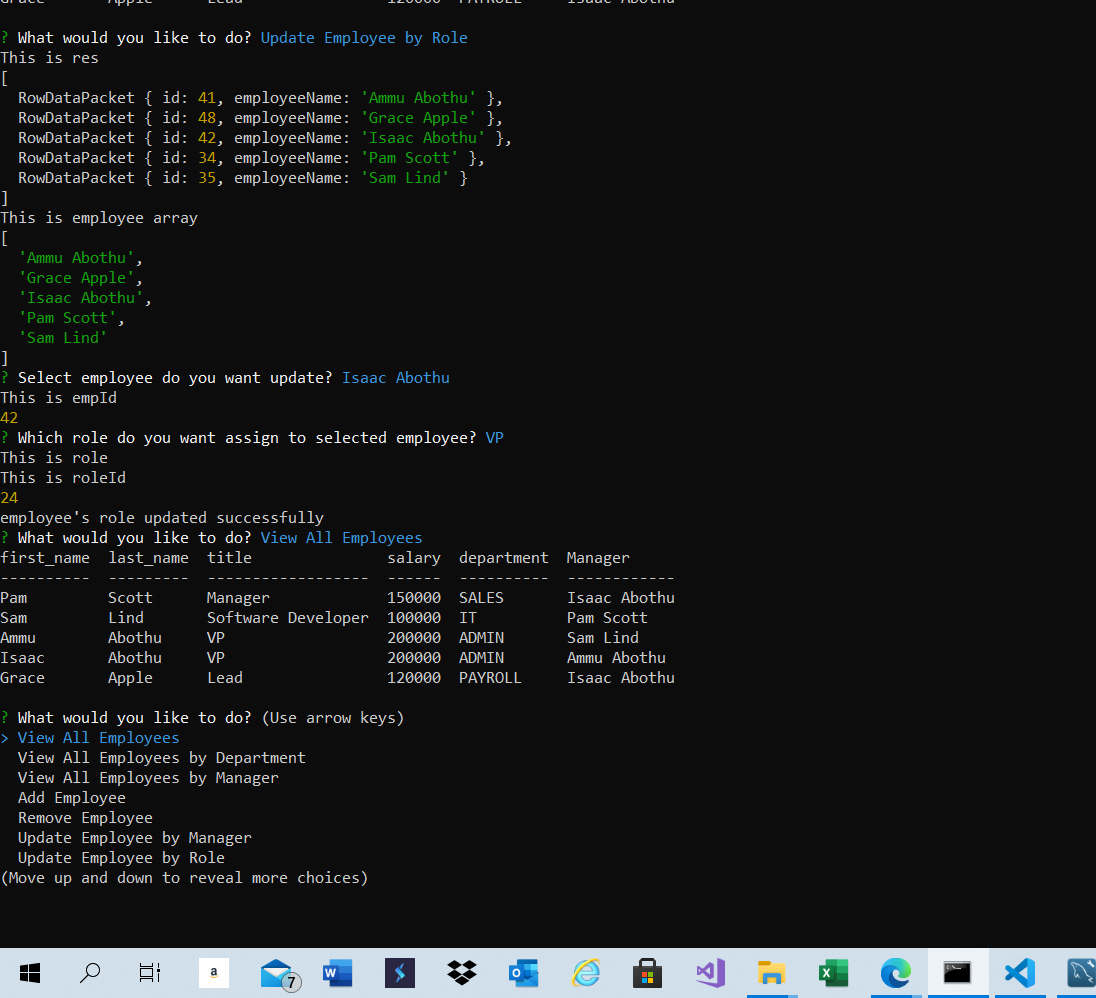 Grace      Apple      Lead                120000  PAYROLL     Isaac Abothu
? What would you like to do? Update Employee by Role
This is res
[
  RowDataPacket { id: 41, employeeName: 'Ammu Abothu' },
  RowDataPacket { id: 48, employeeName: 'Grace Apple' },
  RowDataPacket { id: 42, employeeName: 'Isaac Abothu' },
  RowDataPacket { id: 34, employeeName: 'Pam Scott' },
  RowDataPacket { id: 35, employeeName: 'Sam Lind' }
]
This is employee array
[
  'Ammu Abothu',
  'Grace Apple',
  'Isaac Abothu',
  'Pam Scott',
  'Sam Lind'
]
? Select employee do you want update? Isaac Abothu
This is empId
42
? Which role do you want assign to selected employee? VP
This is role
This is roleId
24
employee's role updated successfully
? What would you like to do? View All Employees
first_name  last_name  title               salary  department  Manager
----------  ---------  ------------------  ------  ----------  ------------
Pam         Scott      Manager             150000  SALES       Isaac Abothu
Sam         Lind       Software Developer  100000  IT          Pam Scott
Ammu        Abothu     VP                  200000  ADMIN       Sam Lind
Isaac       Abothu     VP                  200000  ADMIN       Ammu Abothu
Grace       Apple      Lead                120000  PAYROLL     Isaac Abothu
? What would you like to do? (Use arrow keys)
> View All Employees
  View All Employees by Department
  View All Employees by Manager
  Add Employee
  Remove Employee
  Update Employee by Manager
  Update Employee by Role
(Move up and down to reveal more choices)
a 7 W O X